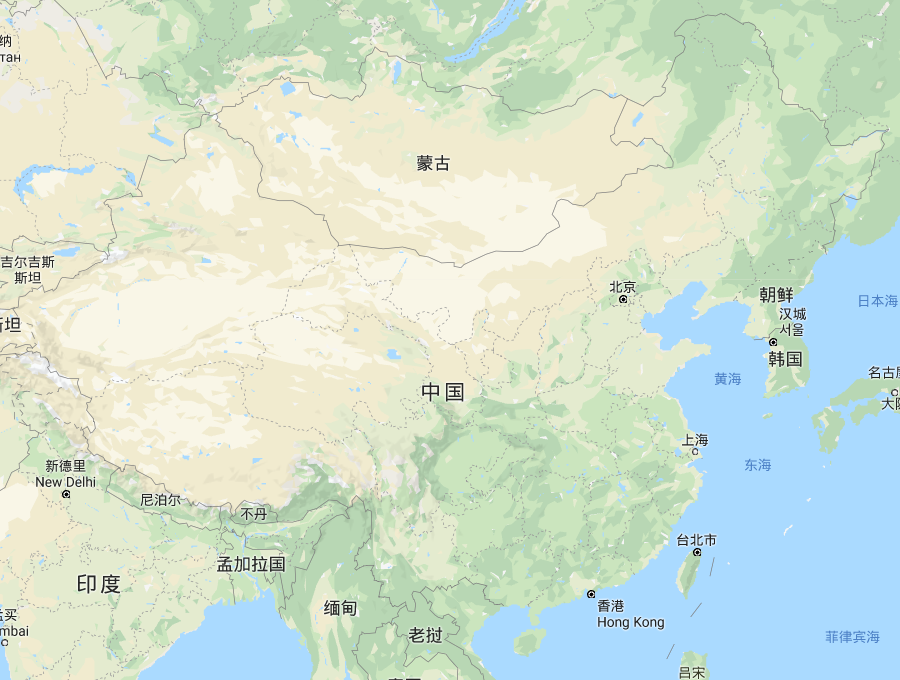 纳
тан
蒙古
吉尔吉斯
斯坦
北京
朝鲜
日本海
汉城
서울
斯坦
韩国
黄海
名古屋
中国
大阪
上海
东海
新德里
New Delhi
尼泊尔
不丹
台北市
孟加拉国
印度
缅甸
香港
Hong Kong
孟买
mbai
老挝
菲律宾海
吕宋